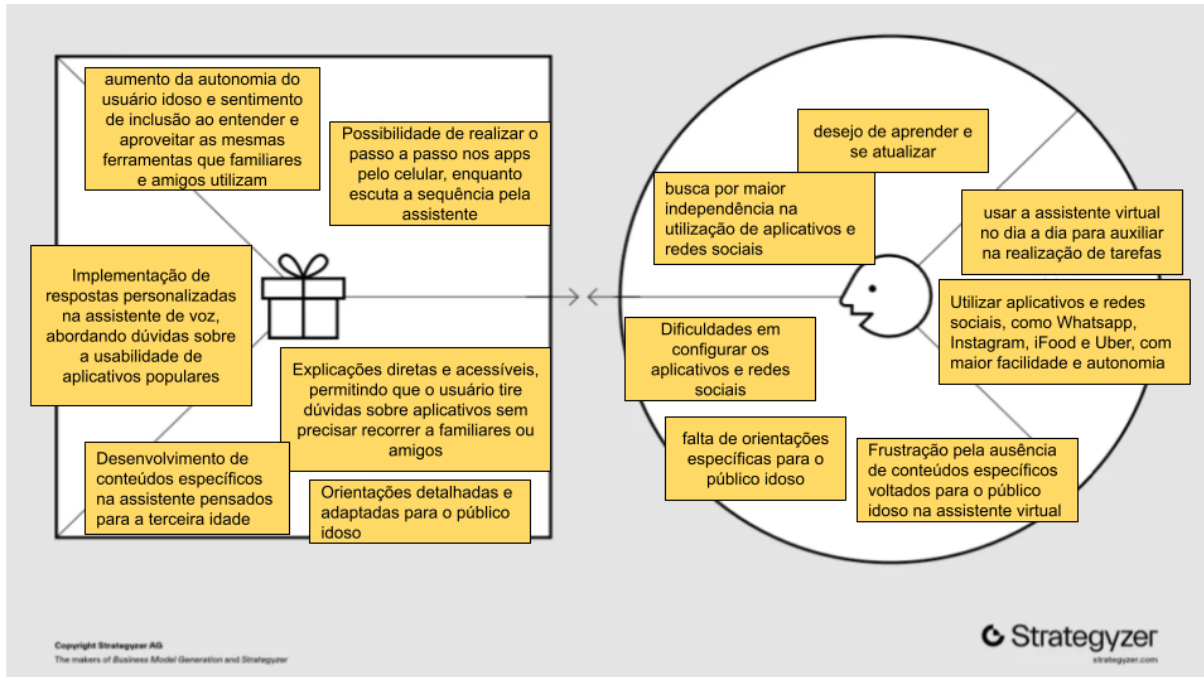 aumento da autonomia do
usuário idoso e sentimento
de inclusão ao entender e
aproveitar as mesmas
ferramentas que familiares
e amigos utilizam
Possibilidade de realizar o
passo a passo nos apps
pelo celular, enquanto
escuta a sequência pela
assistente
Implementação de
respostas personalizadas
na assistente de voz,
abordando dúvidas sobre
a usabilidade de
aplicativos populares
Explicações diretas e acessíveis,
permitindo que o usuário tire
dúvidas sobre aplicativos sem
precisar recorrer a familiares ou
amigos
Desenvolvimento de
conteúdos específicos
na assistente pensados
para a terceira idade
Orientações detalhadas e
adaptadas para o público
idoso
desejo de aprender e
se atualizar
busca por maior
independência na
utilização de aplicativos e
redes sociais
usar a assistente virtual
no dia a dia para auxiliar
na realização de tarefas
Utilizar aplicativos e redes
sociais, como Whatsapp,
Instagram, iFood e Uber, com
maior facilidade e autonomia
Dificuldades em
configurar os
aplicativos e redes
sociais
falta de orientações
específicas para o
público idoso
Frustração pela ausência
de conteúdos específicos
voltados para o público
idoso na assistente virtual
Copyright Strategyzer AG
The makers of Business Model Generation and Strategyzer
Strategyzer
strategyzer.com